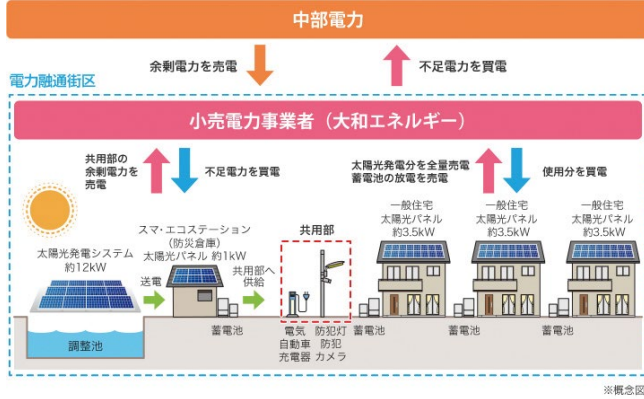 中部電力
余剰電力を売電
不足電力を買電
電力融通街区
小売電力事業者（大和エネルギー）
共用部の
余剰電力を
売電
不足電力を買電
太陽光発電分を全量売電
蓄電池の放電を売電
使用分を買電
太陽光発電システム
約12kW
スマ・エコステーション
（防災倉庫）
太陽光パネル 約1kW
共用部
一般住宅
太陽光パネル
約3.5kW
一般住宅
太陽光パネル
約3.5kW
一般住宅
太陽光パネル
約3.5kW
送電
共用部へ
供給
調整池
蓄電池
電気
自動車
充電器
防犯灯
防犯
カメラ
蓄電池
蓄電池
蓄電池
※概念図